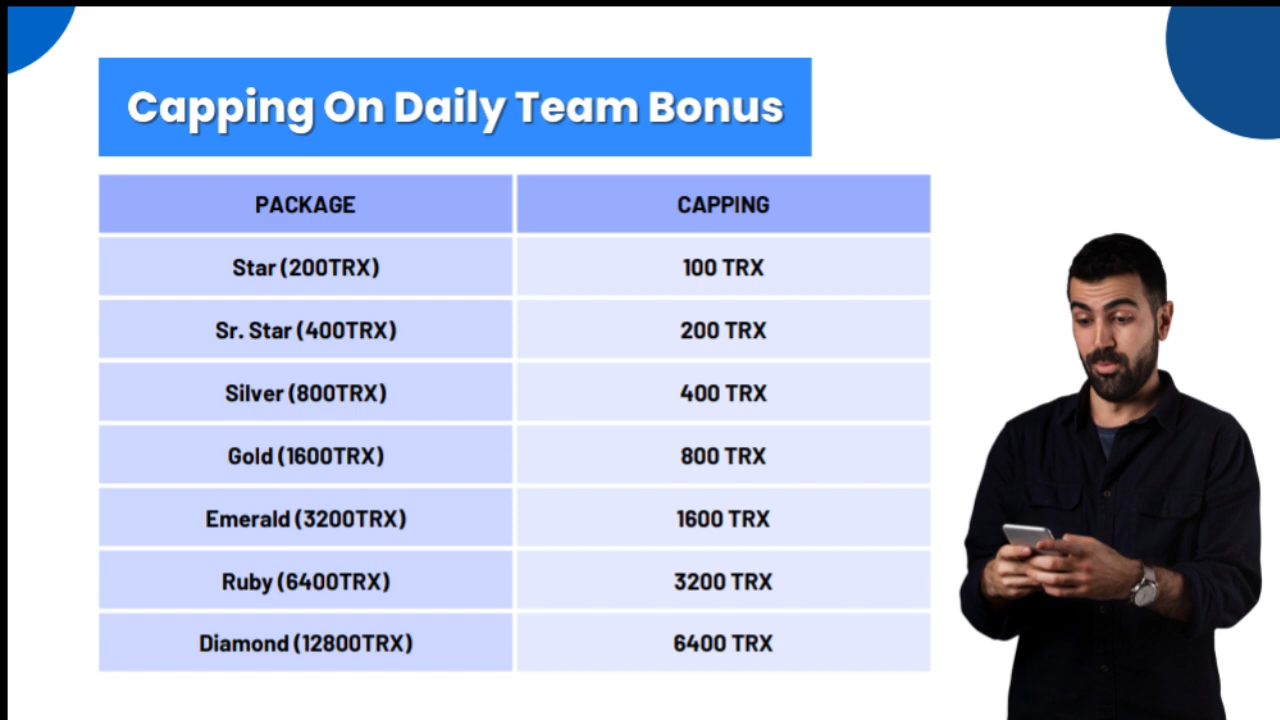 Capping On Daily Team Bonus
PACKAGE CAPPING
Star (200TRX) 100 TRX
Sr. Star (400TRX) 200 TRX
Silver (800TRX) 400 TRX
Gold (1600TRX) 800 TRX
Emerald (3200TRX) 1600 TRX
Ruby (6400TRX) 3200 TRX
Diamond (12800TRX) 6400 TRX